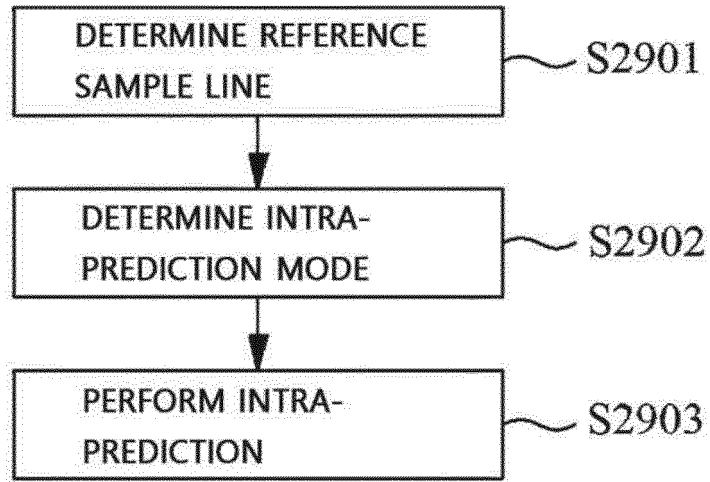 DETERMINE REFERENCE
SAMPLE LINE
S2901
DETERMINE INTRA-
PREDICTION MODE
S2902
PERFORM INTRA-
PREDICTION
S2903